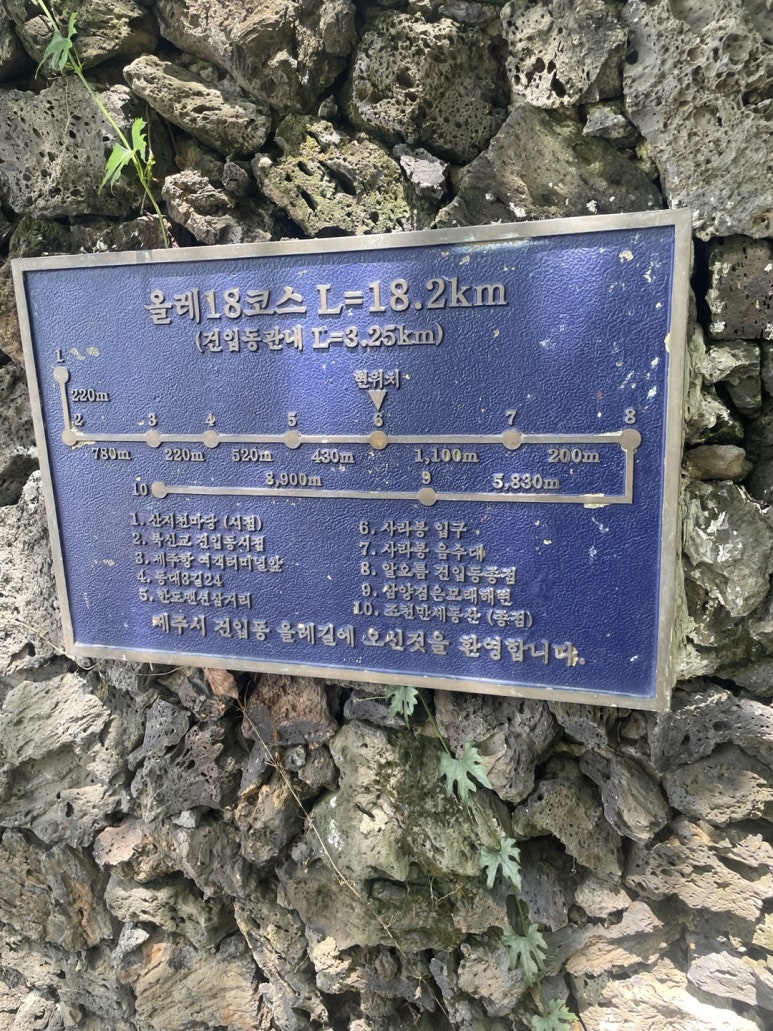 올레18코스 L=18.2km
(건입동관내 L=3.25km)
현위치
1
220m
2 3 4 5 6 7 8
780m 220m 520m 430m 1,100m 200m
10 8,900m 9 5,830m
1. 산지천마당 (시점)
2. 북신교 건입동시점
3. 제주항 여객터미널앞
4. 등대3길24
5. 한도맨션삼거리
6. 사라봉 입구
7. 사라봉 음수대
8. 알오름 건입동종점
9. 삼양검은모래해변
10. 조천만세동산 (종점)
제주시 건입동 올레길에 오신것을 환영합니다.